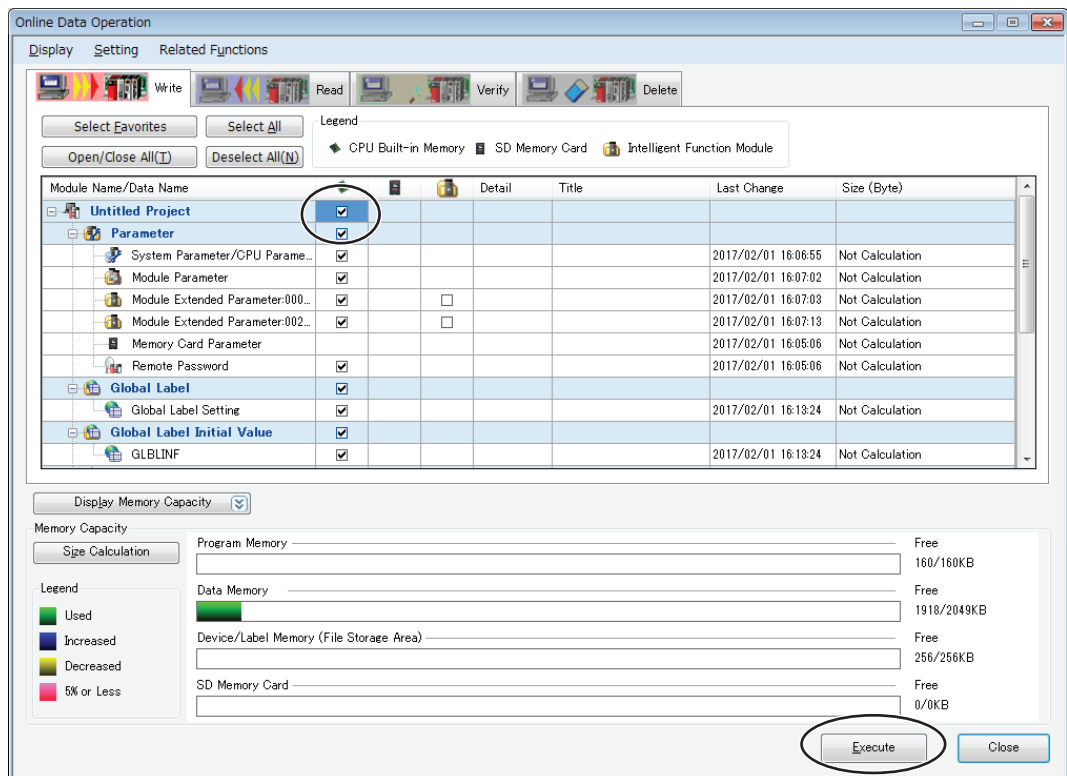 Online Data Operation
Display Setting Related Functions
Write Read Verify Delete
Select Favorites Select All Legend
CPU Built-in Memory SD Memory Card Intelligent Function Module
Open/Close All(T) Deselect All(N)
Module Name/Data Name Detail Title Last Change Size (Byte)
Untitled Project
Parameter
System Parameter/CPU Parame... 2017/02/01 16:06:55 Not Calculation
Module Parameter 2017/02/01 16:07:02 Not Calculation
Module Extended Parameter:000... 2017/02/01 16:07:03 Not Calculation
Module Extended Parameter:002... 2017/02/01 16:07:13 Not Calculation
Memory Card Parameter 2017/02/01 16:05:06 Not Calculation
Remote Password 2017/02/01 16:05:06 Not Calculation
Global Label
Global Label Setting 2017/02/01 16:13:24 Not Calculation
Global Label Initial Value
GLBLINF 2017/02/01 16:13:24 Not Calculation
Display Memory Capacity
Memory Capacity
Size Calculation
Program Memory Free
160/160KB
Legend
Data Memory Free
Used
1918/2049KB
Increased
Device/Label Memory (File Storage Area) Free
Decreased
256/256KB
5% or Less
SD Memory Card Free
0/0KB
Execute Close